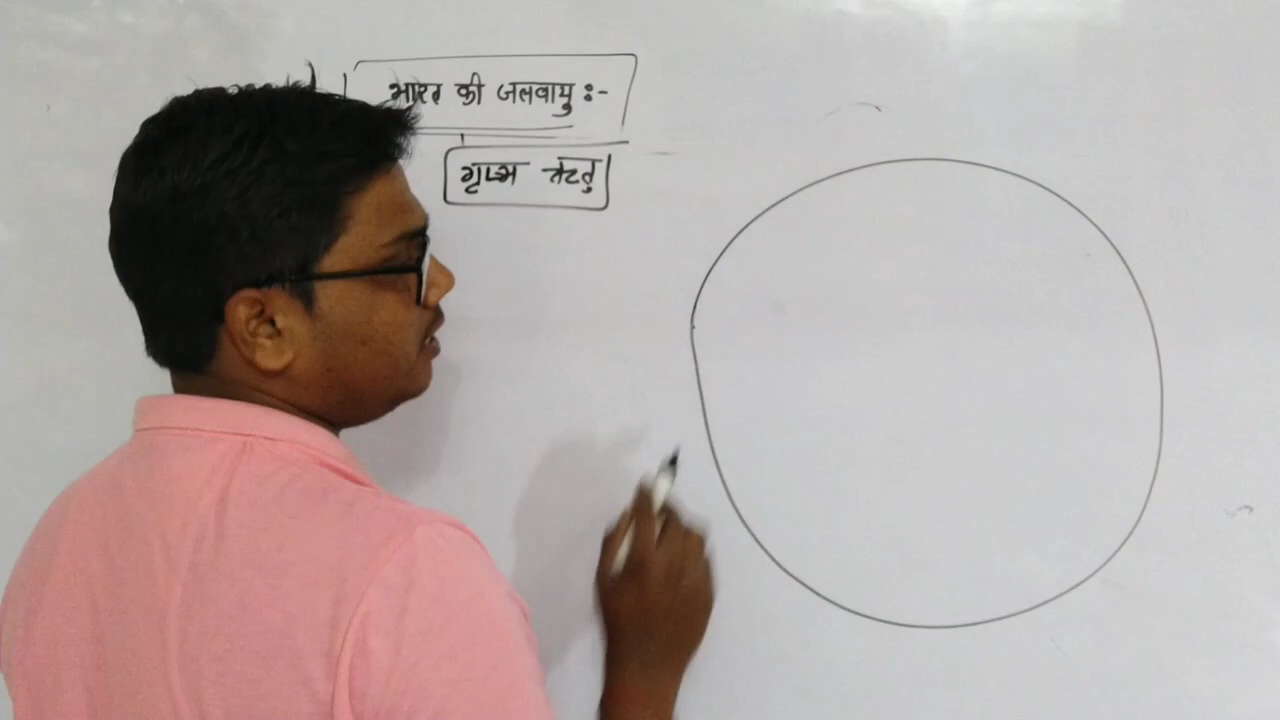 भारत की जलवायु :-
गृष्म ऋतु